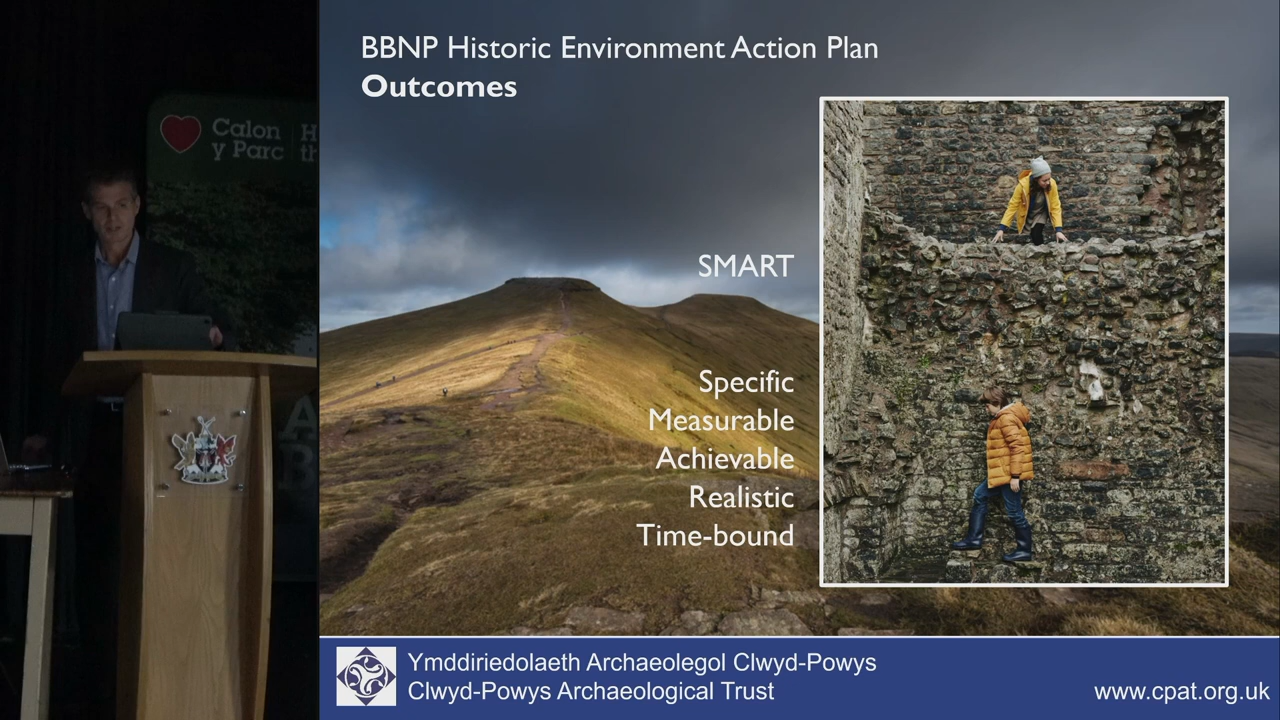 Calon
y Parc
BBNP Historic Environment Action Plan
Outcomes
SMART
Specific
Measurable
Achievable
Realistic
Time-bound
Ymddiriedolaeth Archaeolegol Clwyd-Powys
Clwyd-Powys Archaeological Trust
www.cpat.org.uk